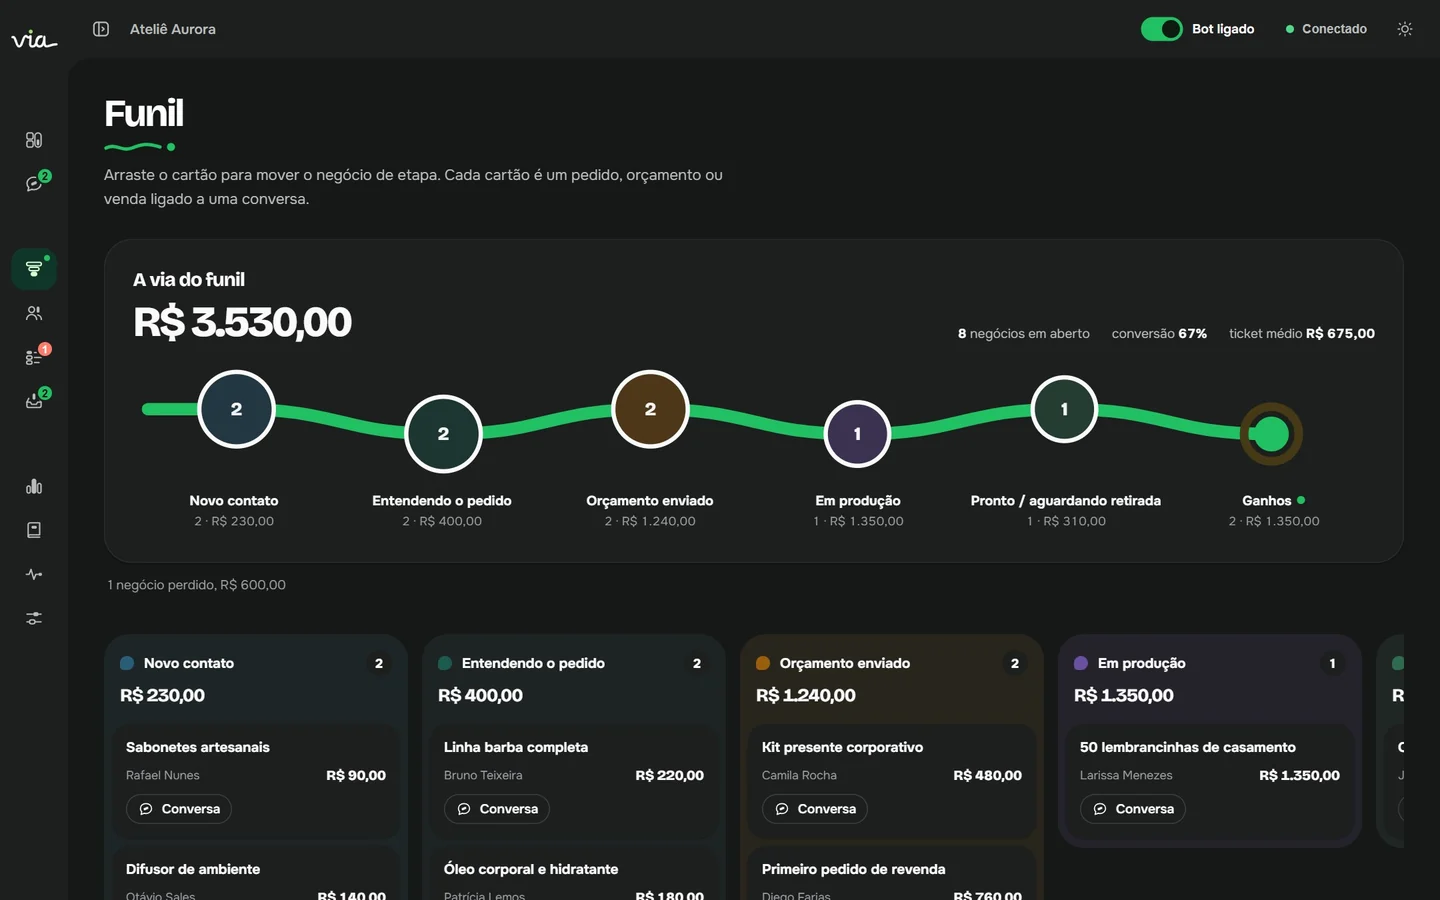 via
Ateliê Aurora
Bot ligado
Conectado
2
1
2
Funil
Arraste o cartão para mover o negócio de etapa. Cada cartão é um pedido, orçamento ou
venda ligado a uma conversa.
A via do funil
R$ 3.530,00
8 negócios em aberto
conversão 67%
ticket médio R$ 675,00
2
2
2
1
1
Novo contato
2 · R$ 230,00
Entendendo o pedido
2 · R$ 400,00
Orçamento enviado
2 · R$ 1.240,00
Em produção
1 · R$ 1.350,00
Pronto / aguardando retirada
1 · R$ 310,00
Ganhos
2 · R$ 1.350,00
1 negócio perdido, R$ 600,00
Novo contato 2
R$ 230,00
Sabonetes artesanais
Rafael Nunes R$ 90,00
Conversa
Difusor de ambiente
Otávio Sales R$ 140,00
Entendendo o pedido 2
R$ 400,00
Linha barba completa
Bruno Teixeira R$ 220,00
Conversa
Óleo corporal e hidratante
Patrícia Lemos R$ 180,00
Orçamento enviado 2
R$ 1.240,00
Kit presente corporativo
Camila Rocha R$ 480,00
Conversa
Primeiro pedido de revenda
Diego Farias R$ 760,00
Em produção 1
R$ 1.350,00
50 lembrancinhas de casamento
Larissa Menezes R$ 1.350,00
Conversa